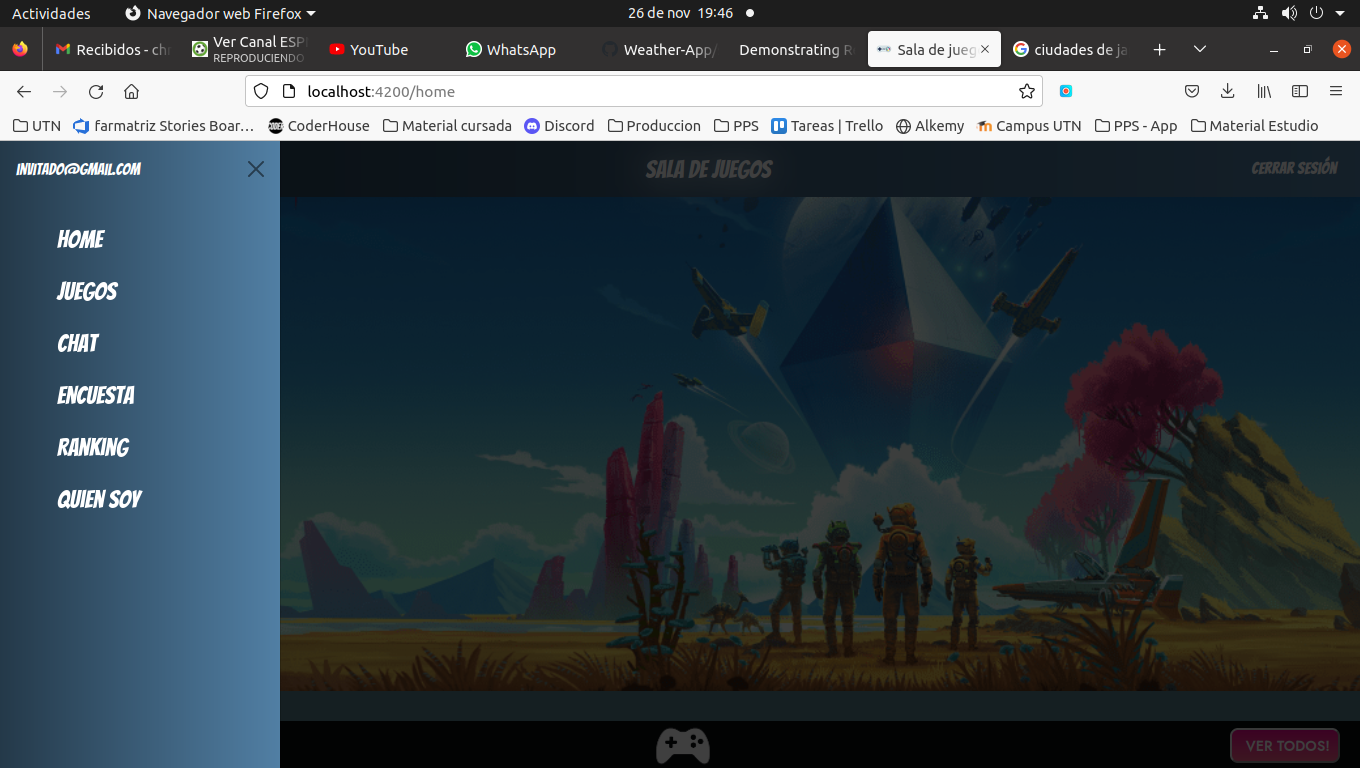 Actividades Navegador web Firefox 26 de nov 19:46
Recibidos - ch Ver Canal ESP YouTube WhatsApp Weather-App/ Demonstrating R Sala de jueg ciudades de ja
REPRODUCIENDO
localhost:4200/home
UTN farmatriz Stories Boar… CoderHouse Material cursada Discord Produccion PPS Tareas | Trello Alkemy Campus UTN PPS - App Material Estudio
INVITADO@GMAIL.COM SALA DE JUEGOS CERRAR SESIÓN
HOME
JUEGOS
CHAT
ENCUESTA
RANKING
QUIEN SOY
VER TODOS!